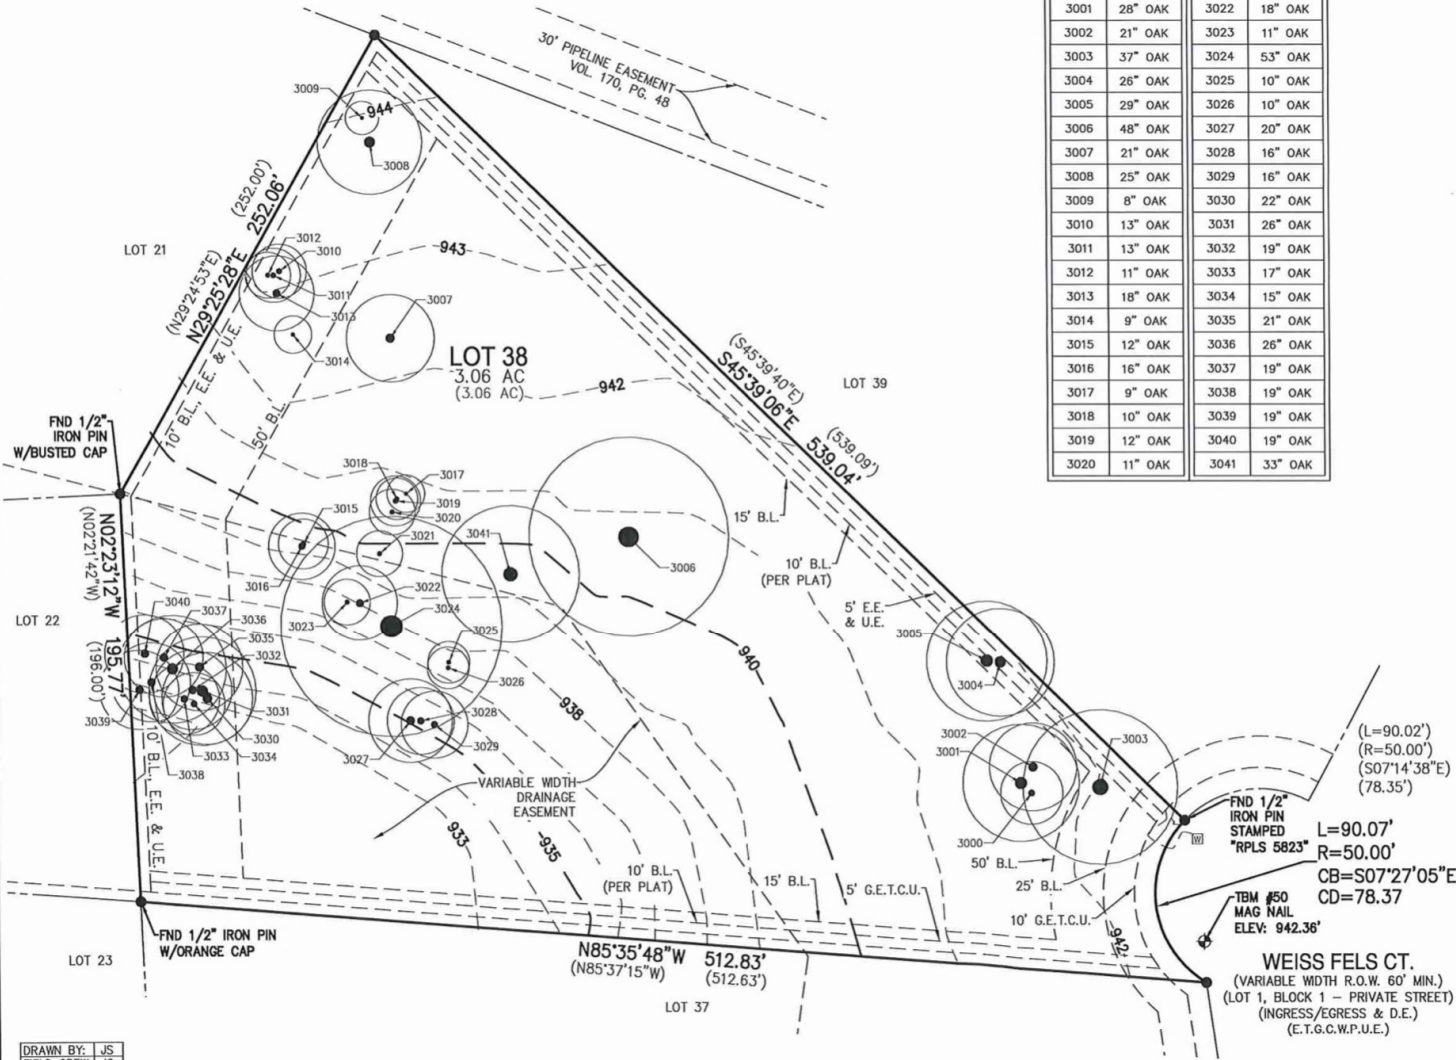 30' PIPELINE EASEMENT
VOL. 170, PG. 48
3001 28" OAK 3022 18" OAK
3002 21" OAK 3023 11" OAK
3003 37" OAK 3024 53" OAK
3004 26" OAK 3025 10" OAK
3005 29" OAK 3026 10" OAK
3006 48" OAK 3027 20" OAK
3007 21" OAK 3028 16" OAK
3008 25" OAK 3029 16" OAK
3009 8" OAK 3030 22" OAK
3010 13" OAK 3031 26" OAK
3011 13" OAK 3032 19" OAK
3012 11" OAK 3033 17" OAK
3013 18" OAK 3034 15" OAK
3014 9" OAK 3035 21" OAK
3015 12" OAK 3036 26" OAK
3016 16" OAK 3037 19" OAK
3017 9" OAK 3038 19" OAK
3018 10" OAK 3039 19" OAK
3019 12" OAK 3040 19" OAK
3020 11" OAK 3041 33" OAK
3009
944
3008
(252.00')
252.06'
(N29°24'53"E)
N29°25'28"E
LOT 21
3012
3010
3011
3013
3014
943
3007
LOT 38
3.06 AC
(3.06 AC)
942
(S45°39'40"E)
S45°39'06"E
(539.09')
539.04'
LOT 39
10' B.L., E.E. & U.E.
50' B.L.
FND 1/2"
IRON PIN
W/BUSTED CAP
3018
3017
3019
3020
3015
3021
3041
3016
3006
15' B.L.
10' B.L.
(PER PLAT)
5' E.E.
& U.E.
N02°23'12"W 195.77'
(N02°21'42"W)
(196.00')
LOT 22
3040
3037
3036
3035
3032
3023
3022
3024
3025
3026
3005
3004
940
938
3039
3031
3030
3033
3034
3038
3027
3028
3029
3002
3001
3003
3000
10' B.L., E.E. & U.E.
VARIABLE WIDTH
DRAINAGE
EASEMENT
933
935
10' B.L.
(PER PLAT)
15' B.L.
5' G.E.T.C.U.
50' B.L.
25' B.L.
10' G.E.T.C.U.
942
(L=90.02')
(R=50.00')
(S07°14'38"E)
(78.35')
FND 1/2"
IRON PIN
STAMPED
"RPLS 5823"
W
L=90.07'
R=50.00'
CB=S07°27'05"E
CD=78.37
TBM #50
MAG NAIL
ELEV: 942.36'
FND 1/2" IRON PIN
W/ORANGE CAP
LOT 23
N85°35'48"W 512.83'
(N85°37'15"W) (512.63')
LOT 37
WEISS FELS CT.
(VARIABLE WIDTH R.O.W. 60' MIN.)
(LOT 1, BLOCK 1 – PRIVATE STREET)
(INGRESS/EGRESS & D.E.)
(E.T.G.C.W.P.U.E.)
DRAWN BY: JS